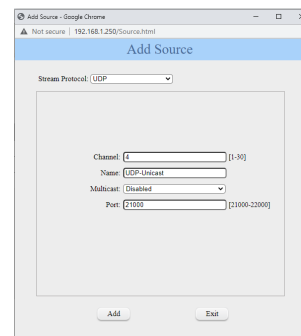 Add Source - Google Chrome
Not secure | 192.168.1.250/Source.html
Add Source
Stream Protocol: UDP
Channel: 4 [1-30]
Name: UDP-Unicast
Multicast: Disabled
Port: 21000 [21000-22000]
Add Exit